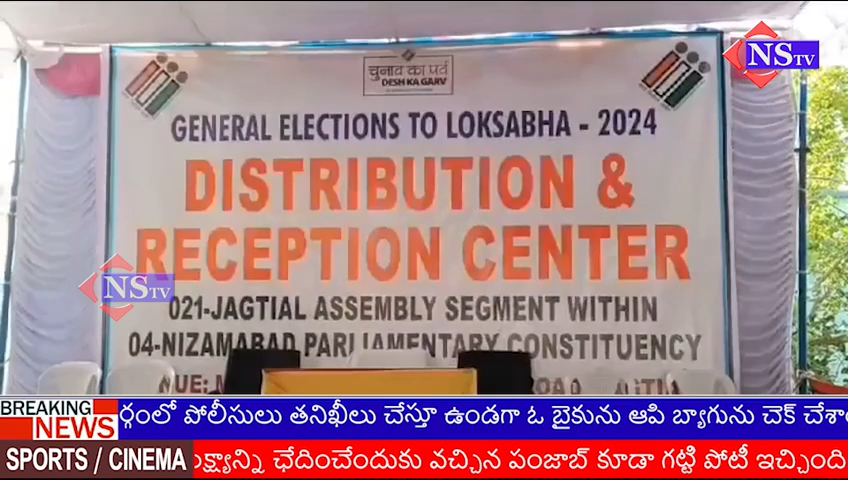 NSTV
चुनाव का पर्व
DESH KA GARV
GENERAL ELECTIONS TO LOKSABHA - 2024
DISTRIBUTION &
RECEPTION CENTER
NSTV
021-JAGTIAL ASSEMBLY SEGMENT WITHIN
04-NIZAMABAD PARLIAMENTARY CONSTITUENCY
BREAKING NEWS
ర్గంలో పోలీసులు తనిఖీలు చేస్తూ ఉండగా ఓ బైకును ఆపి బ్యాగును చెక్
SPORTS / CINEMA
వచ్చిన పంజాబ్ కూడా గట్టి పోటీ ఇచ్చింది